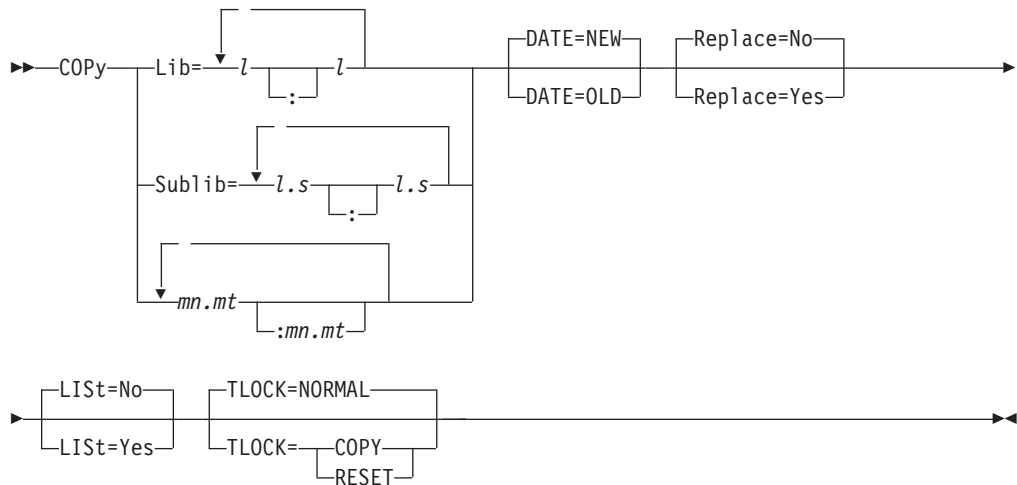 DATE=NEW Replace=No
COPy Lib= l : l
DATE=OLD Replace=Yes
Sublib= l.s : l.s
mn.mt :mn.mt
LISt=No TLOCK=NORMAL
LISt=Yes TLOCK= COPY
RESET